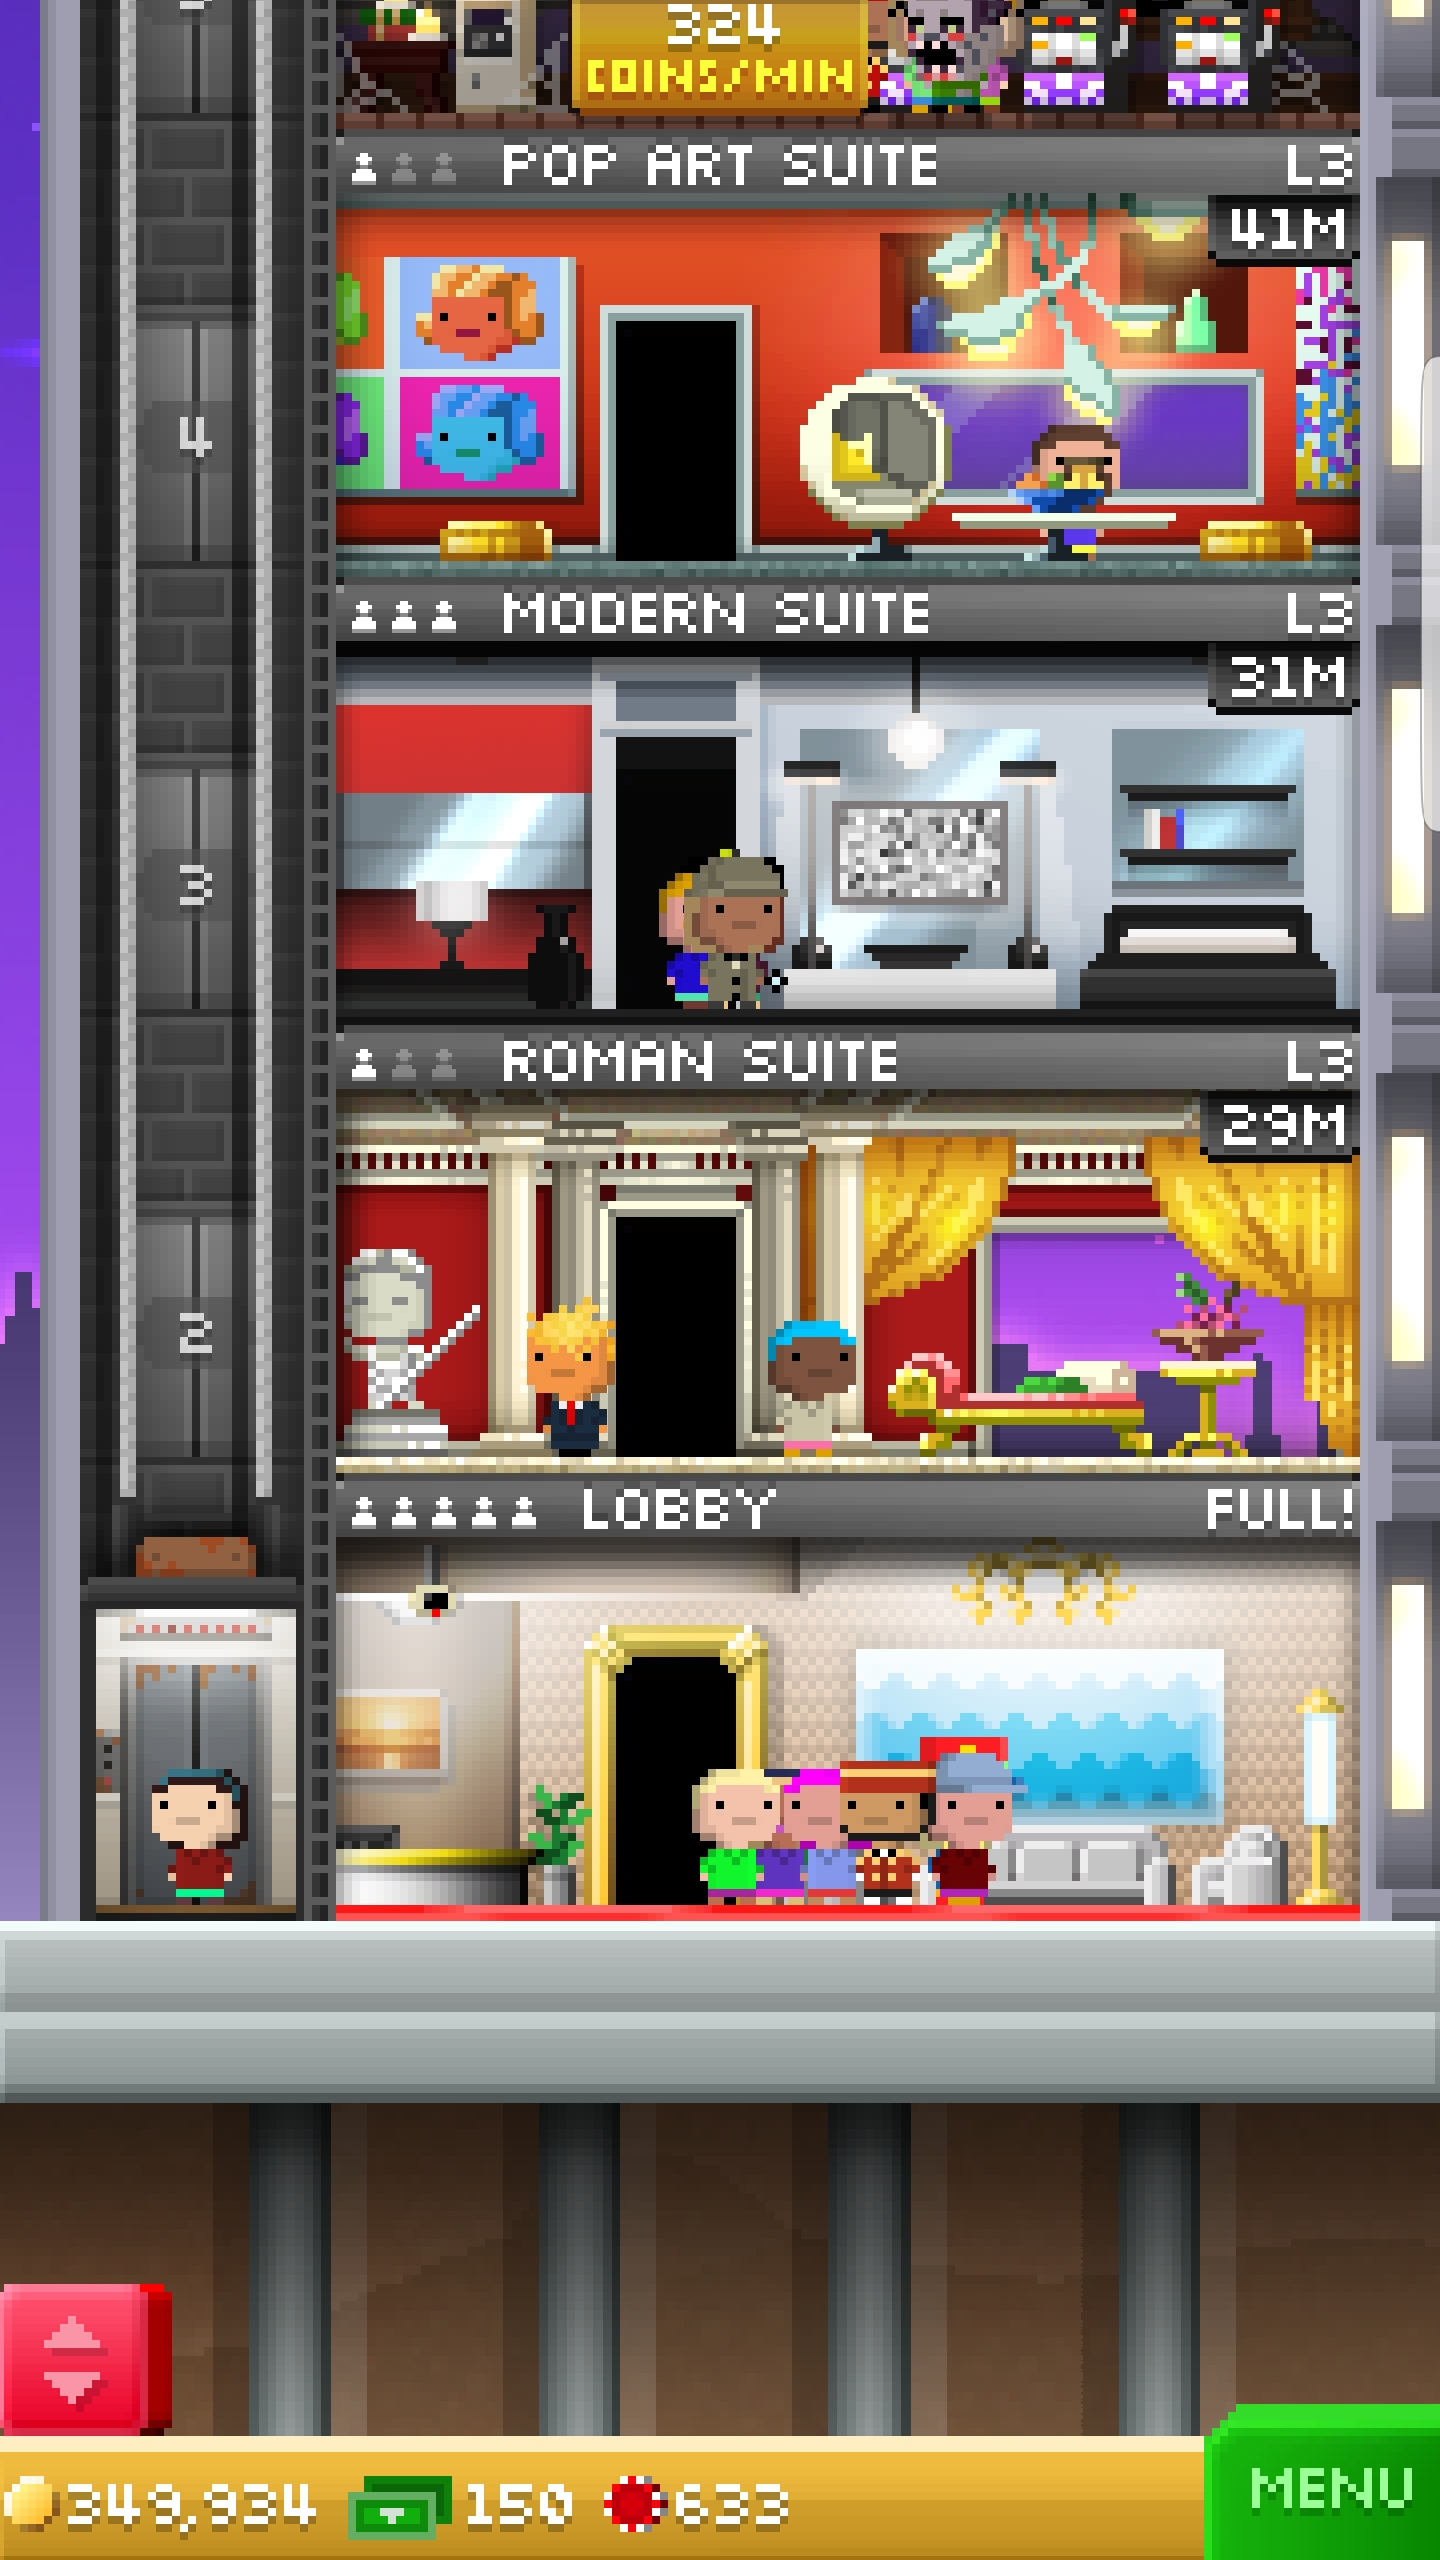 324
COINS/MIN
POP ART SUITE L3
41M
4
MODERN SUITE L3
31M
3
ROMAN SUITE L3
29M
2
LOBBY FULL!
349,934 150 633
MENU